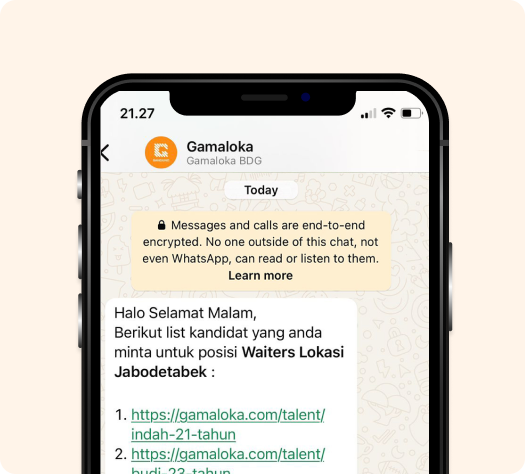 21.27
Gamaloka
Gamaloka BDG
Today
Messages and calls are end-to-end
encrypted. No one outside of this chat, not
even WhatsApp, can read or listen to them.
Learn more
Halo Selamat Malam,
Berikut list kandidat yang anda
minta untuk posisi Waiters Lokasi
Jabodetabek :
1. https://gamaloka.com/talent/
indah-21-tahun
2. https://gamaloka.com/talent/
budi-23-tahun